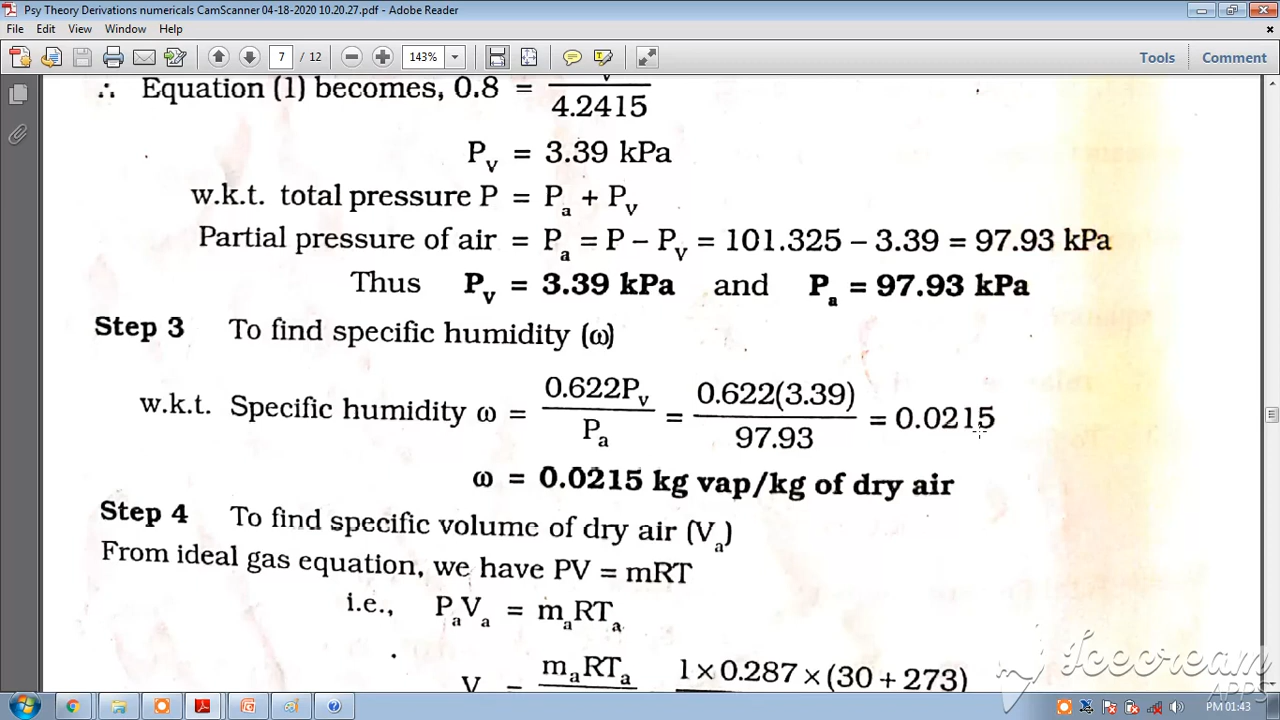 Psy Theory Derivations numericals CamScanner 04-18-2020 10.20.27.pdf - Adobe Reader
File Edit View Window Help
7 / 12 143% Tools Comment
∴ Equation (1) becomes, 0.8 = v / 4.2415
Pv = 3.39 kPa
w.k.t. total pressure P = Pa + Pv
Partial pressure of air = Pa = P – Pv = 101.325 – 3.39 = 97.93 kPa
Thus Pv = 3.39 kPa and Pa = 97.93 kPa
Step 3 To find specific humidity (ω)
w.k.t. Specific humidity ω = 0.622Pv / Pa = 0.622(3.39) / 97.93 = 0.0215
ω = 0.0215 kg vap/kg of dry air
Step 4 To find specific volume of dry air (Va)
From ideal gas equation, we have PV = mRT
i.e., PaVa = maRTa
V = maRTa 1 × 0.287 × (30 + 273)
Icecream
APPS
PM 01:43